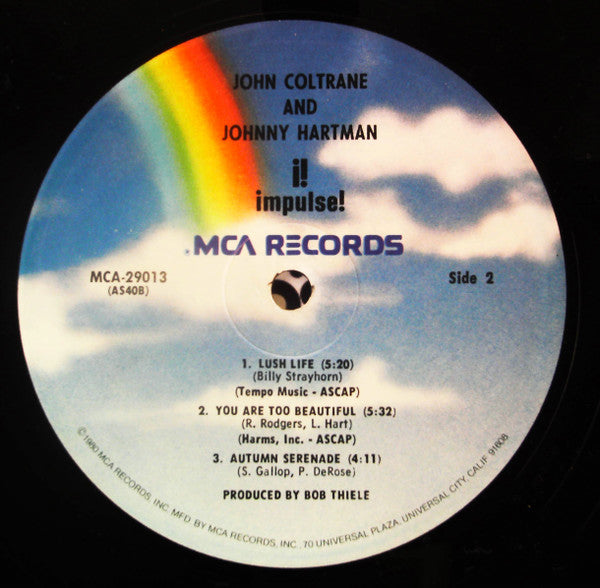 JOHN COLTRANE
AND
JOHNNY HARTMAN
i!
impulse!
MCA RECORDS
MCA-29013
(AS40B)
Side 2
1. LUSH LIFE (5:20)
(Billy Strayhorn)
(Tempo Music - ASCAP)
2. YOU ARE TOO BEAUTIFUL (5:32)
(R. Rodgers, L. Hart)
(Harms, Inc. - ASCAP)
3. AUTUMN SERENADE (4:11)
(S. Gallop, P. DeRose)
PRODUCED BY BOB THIELE
©1980 MCA RECORDS, INC. MFD. BY MCA RECORDS, INC., 70 UNIVERSAL PLAZA, UNIVERSAL CITY, CALIF. 91608